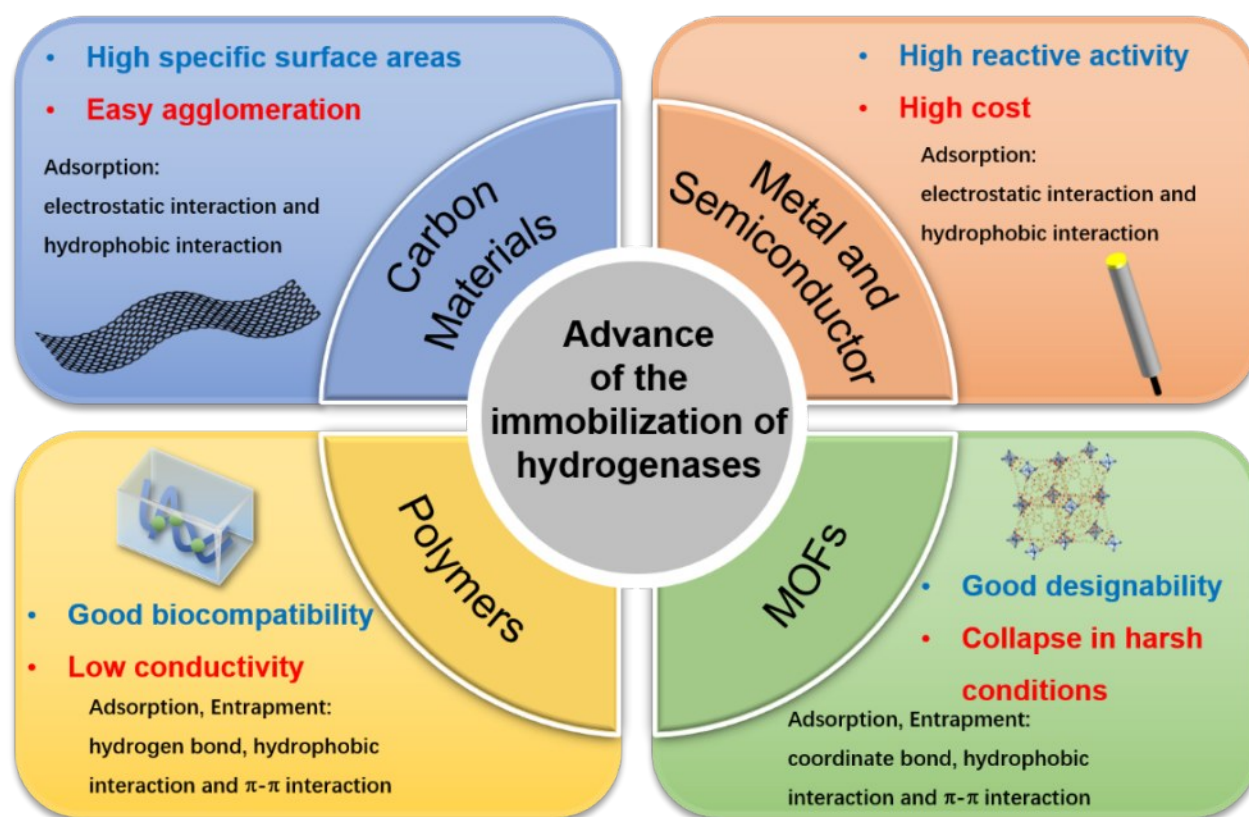 • High specific surface areas
• Easy agglomeration
Adsorption:
electrostatic interaction and
hydrophobic interaction
Carbon
Materials
• High reactive activity
• High cost
Adsorption:
electrostatic interaction and
hydrophobic interaction
Metal and
Semiconductor
Advance
of the
immobilization of
hydrogenases
• Good biocompatibility
• Low conductivity
Adsorption, Entrapment:
hydrogen bond, hydrophobic
interaction and π-π interaction
Polymers
• Good designability
• Collapse in harsh
conditions
Adsorption, Entrapment:
coordinate bond, hydrophobic
interaction and π-π interaction
MOFs